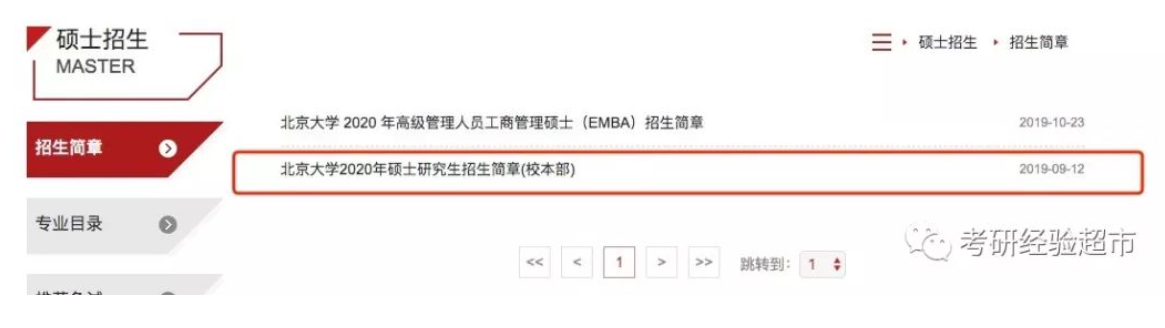 硕士招生
MASTER
硕士招生 招生简章
招生简章
专业目录
北京大学 2020 年高级管理人员工商管理硕士（EMBA）招生简章 2019-10-23
北京大学2020年硕士研究生招生简章(校本部) 2019-09-12
<< < 1 > >> 跳转到: 1
考研经验超市